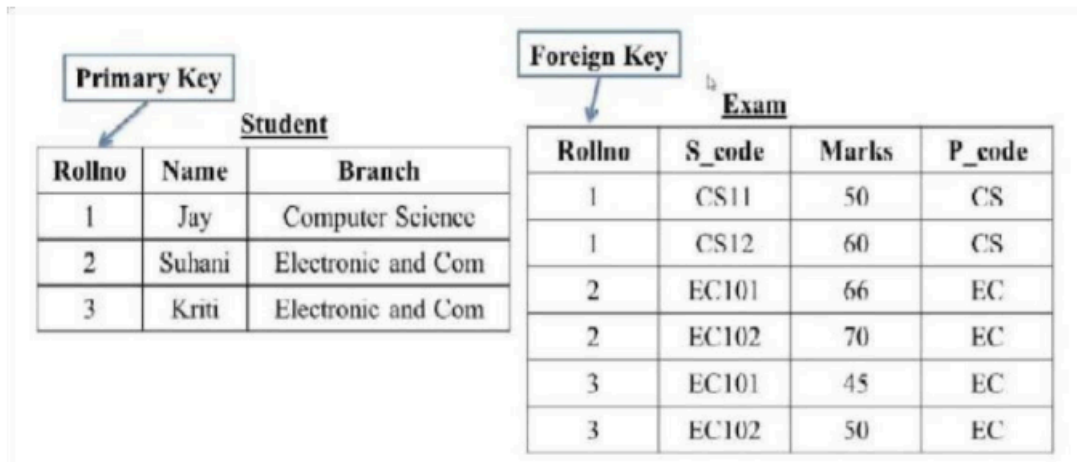 Primary Key
Student
Rollno Name Branch
1 Jay Computer Science
2 Suhani Electronic and Com
3 Kriti Electronic and Com
Foreign Key
Exam
Rollno S_code Marks P_code
1 CS11 50 CS
1 CS12 60 CS
2 EC101 66 EC
2 EC102 70 EC
3 EC101 45 EC
3 EC102 50 EC